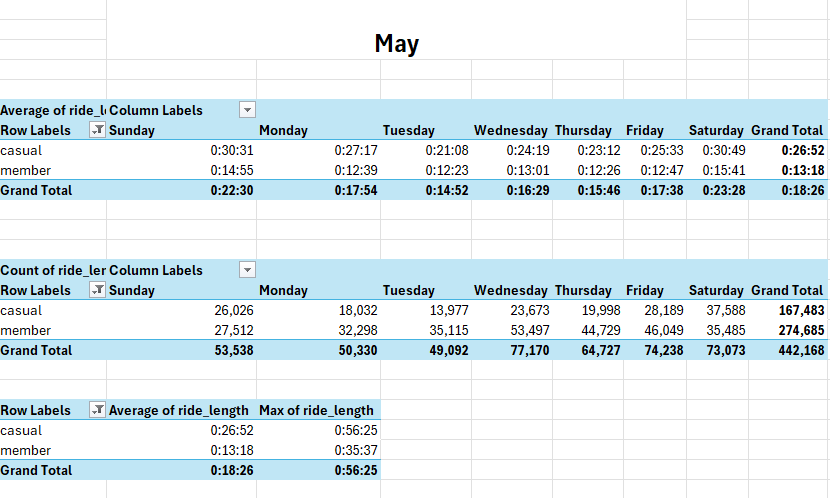 May
Average of ride_l Column Labels
Row Labels Sunday Monday Tuesday Wednesday Thursday Friday Saturday Grand Total
casual 0:30:31 0:27:17 0:21:08 0:24:19 0:23:12 0:25:33 0:30:49 0:26:52
member 0:14:55 0:12:39 0:12:23 0:13:01 0:12:26 0:12:47 0:15:41 0:13:18
Grand Total 0:22:30 0:17:54 0:14:52 0:16:29 0:15:46 0:17:38 0:23:28 0:18:26
Count of ride_ler Column Labels
Row Labels Sunday Monday Tuesday Wednesday Thursday Friday Saturday Grand Total
casual 26,026 18,032 13,977 23,673 19,998 28,189 37,588 167,483
member 27,512 32,298 35,115 53,497 44,729 46,049 35,485 274,685
Grand Total 53,538 50,330 49,092 77,170 64,727 74,238 73,073 442,168
Row Labels Average of ride_length Max of ride_length
casual 0:26:52 0:56:25
member 0:13:18 0:35:37
Grand Total 0:18:26 0:56:25